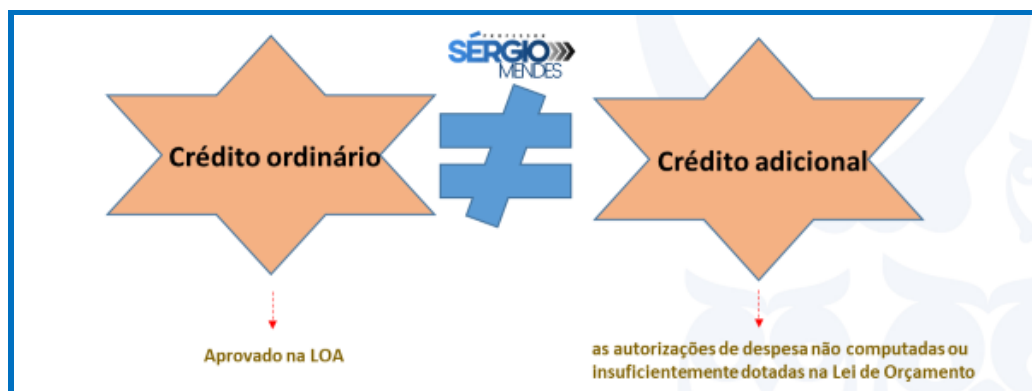 PROFESSOR
SÉRGIO
MENDES
Crédito ordinário
Crédito adicional
Aprovado na LOA
as autorizações de despesa não computadas ou
insuficientemente dotadas na Lei de Orçamento